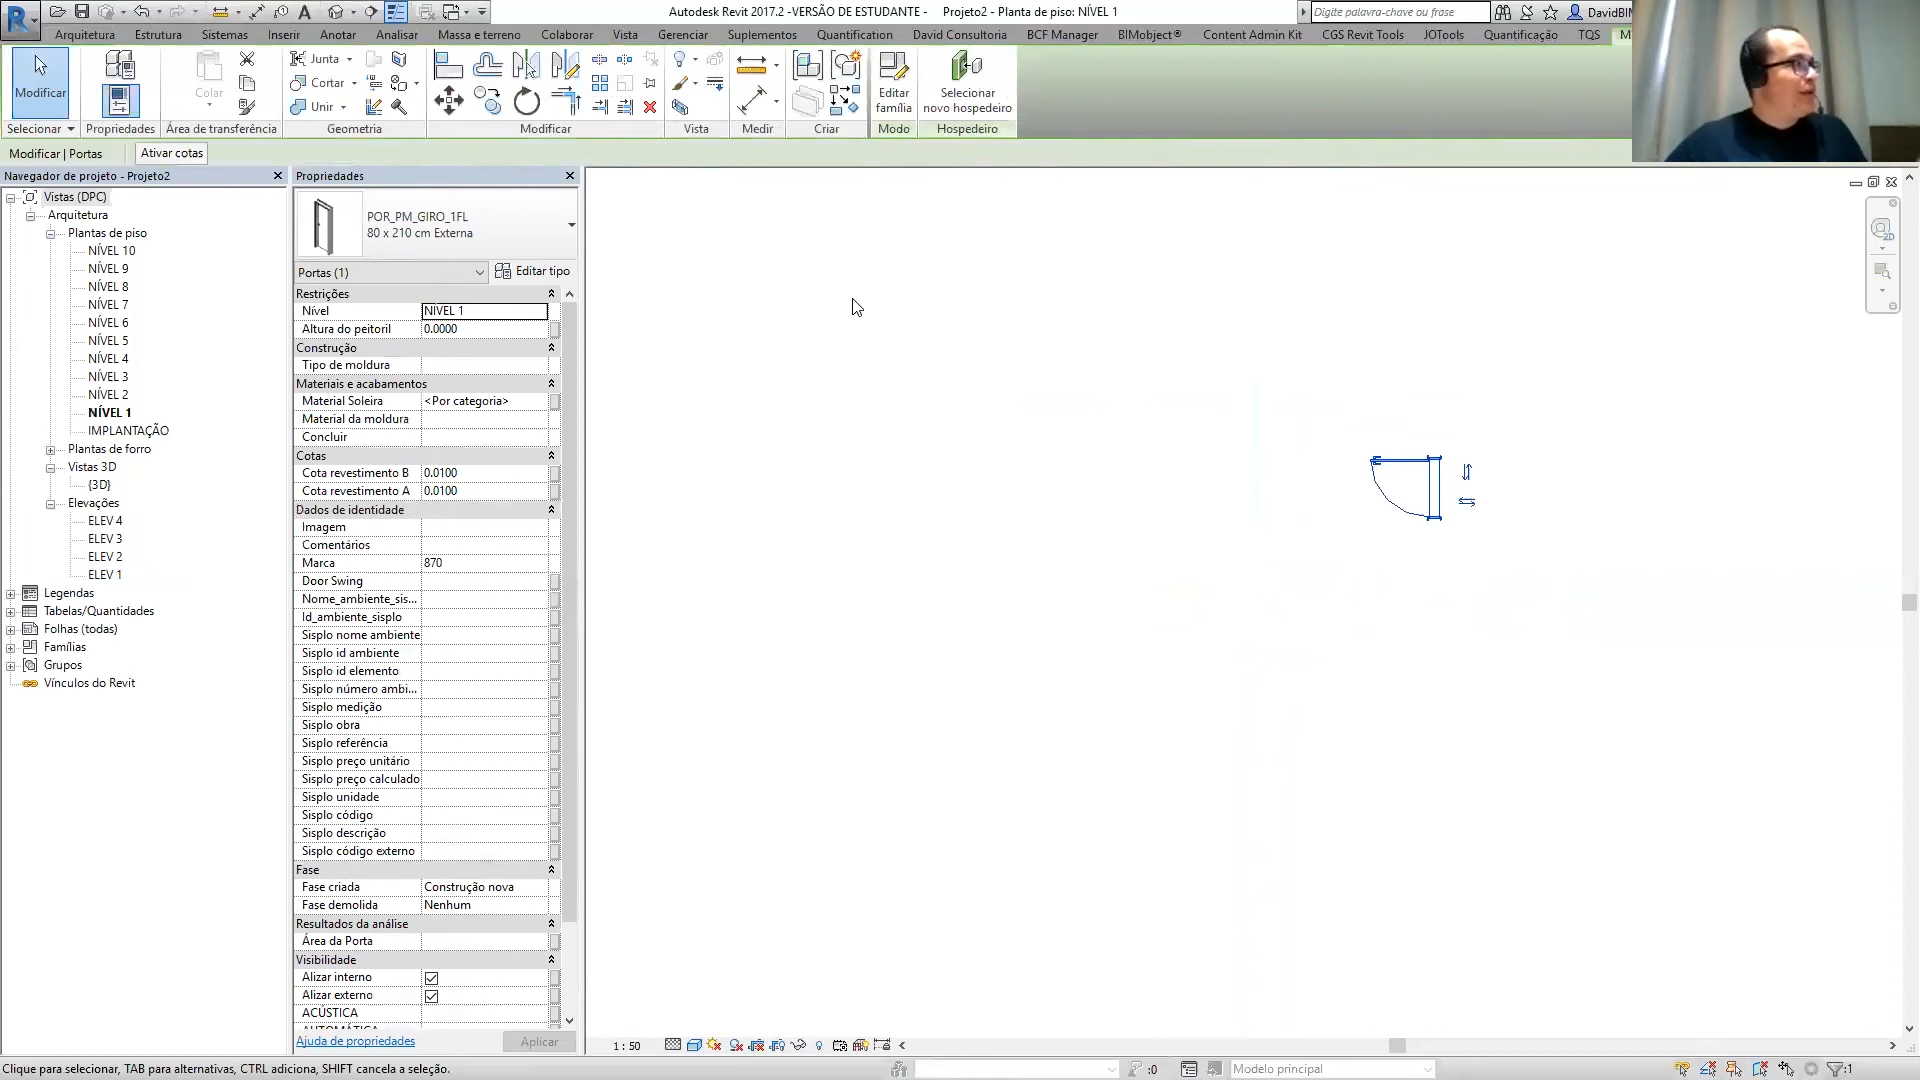 Autodesk Revit 2017.2 -VERSÃO DE ESTUDANTE - Projeto2 - Planta de piso: NÍVEL 1
Digite palavra-chave ou frase
DavidBIM
Arquitetura Estrutura Sistemas Inserir Anotar Analisar Massa e terreno Colaborar Vista Gerenciar Suplementos Quantification David Consultoria BCF Manager BIMobject® Content Admin Kit CGS Revit Tools JOTools Quantificação TQS
Modificar
Colar
Junta
Cortar
Unir
Editar família
Selecionar novo hospedeiro
Selecionar Propriedades Área de transferência Geometria Modificar Vista Medir Criar Modo Hospedeiro
Modificar | Portas Ativar cotas
Navegador de projeto - Projeto2
Vistas (DPC)
Arquitetura
Plantas de piso
NÍVEL 10
NÍVEL 9
NÍVEL 8
NÍVEL 7
NÍVEL 6
NÍVEL 5
NÍVEL 4
NÍVEL 3
NÍVEL 2
NÍVEL 1
IMPLANTAÇÃO
Plantas de forro
Vistas 3D
{3D}
Elevações
ELEV 4
ELEV 3
ELEV 2
ELEV 1
Legendas
Tabelas/Quantidades
Folhas (todas)
Famílias
Grupos
Vínculos do Revit
Propriedades
POR_PM_GIRO_1FL
80 x 210 cm Externa
Portas (1) Editar tipo
Restrições
Nível NÍVEL 1
Altura do peitoril 0.0000
Construção
Tipo de moldura
Materiais e acabamentos
Material Soleira <Por categoria>
Material da moldura
Concluir
Cotas
Cota revestimento B 0.0100
Cota revestimento A 0.0100
Dados de identidade
Imagem
Comentários
Marca 870
Door Swing
Nome_ambiente_sis...
Id_ambiente_sisplo
Sisplo nome ambiente
Sisplo id ambiente
Sisplo id elemento
Sisplo número ambi...
Sisplo medição
Sisplo obra
Sisplo referência
Sisplo preço unitário
Sisplo preço calculado
Sisplo unidade
Sisplo código
Sisplo descrição
Sisplo código externo
Fase
Fase criada Construção nova
Fase demolida Nenhum
Resultados da análise
Área da Porta
Visibilidade
Alizar interno
Alizar externo
ACÚSTICA
Ajuda de propriedades Aplicar
1 : 50
Clique para selecionar, TAB para alternativas, CTRL adiciona, SHIFT cancela a seleção.
:0
Modelo principal
:1